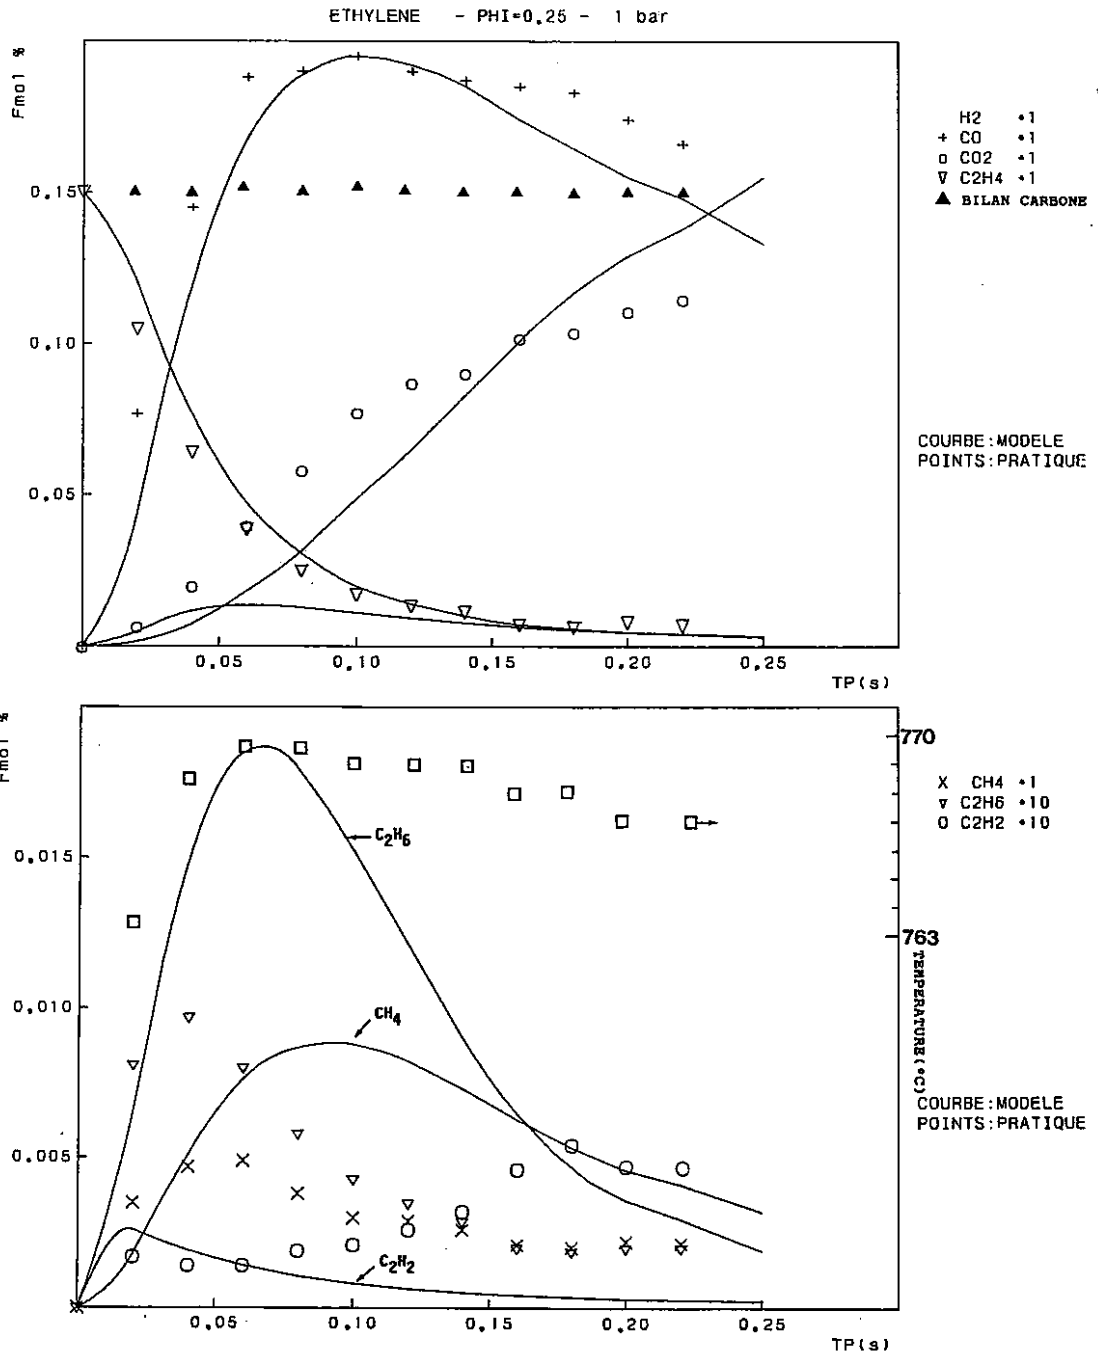 ETHYLENE - PHI=0.25 - 1 bar
Fmol %
H2 *1
+ CO *1
o CO2 *1
▽ C2H4 *1
▲ BILAN CARBONE
0.15
0.10
0.05
COURBE:MODELE
POINTS:PRATIQUE
0.05 0.10 0.15 0.20 0.25
TP(s)
Fmol %
770
X CH4 *1
▽ C2H6 *10
O C2H2 *10
C2H6
0.015
763
TEMPERATURE(°C)
0.010
CH4
COURBE:MODELE
POINTS:PRATIQUE
0.005
C2H2
0.05 0.10 0.15 0.20 0.25
TP(s)